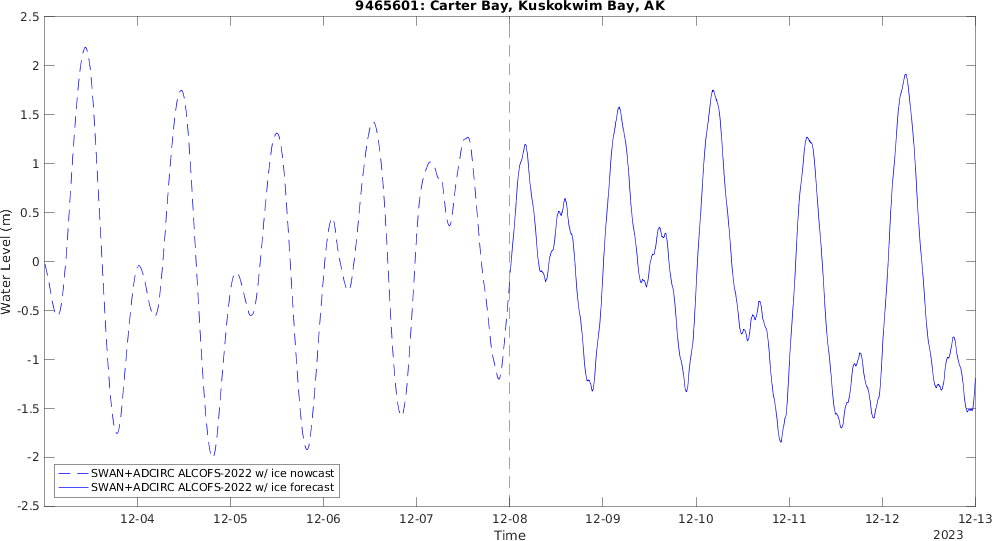 9465601: Carter Bay, Kuskokwim Bay, AK
2.5
2
1.5
1
0.5
0
-0.5
-1
-1.5
-2
-2.5
Water Level (m)
SWAN+ADCIRC ALCOFS-2022 w/ ice nowcast
SWAN+ADCIRC ALCOFS-2022 w/ ice forecast
12-04 12-05 12-06 12-07 12-08 12-09 12-10 12-11 12-12 12-13
Time
2023